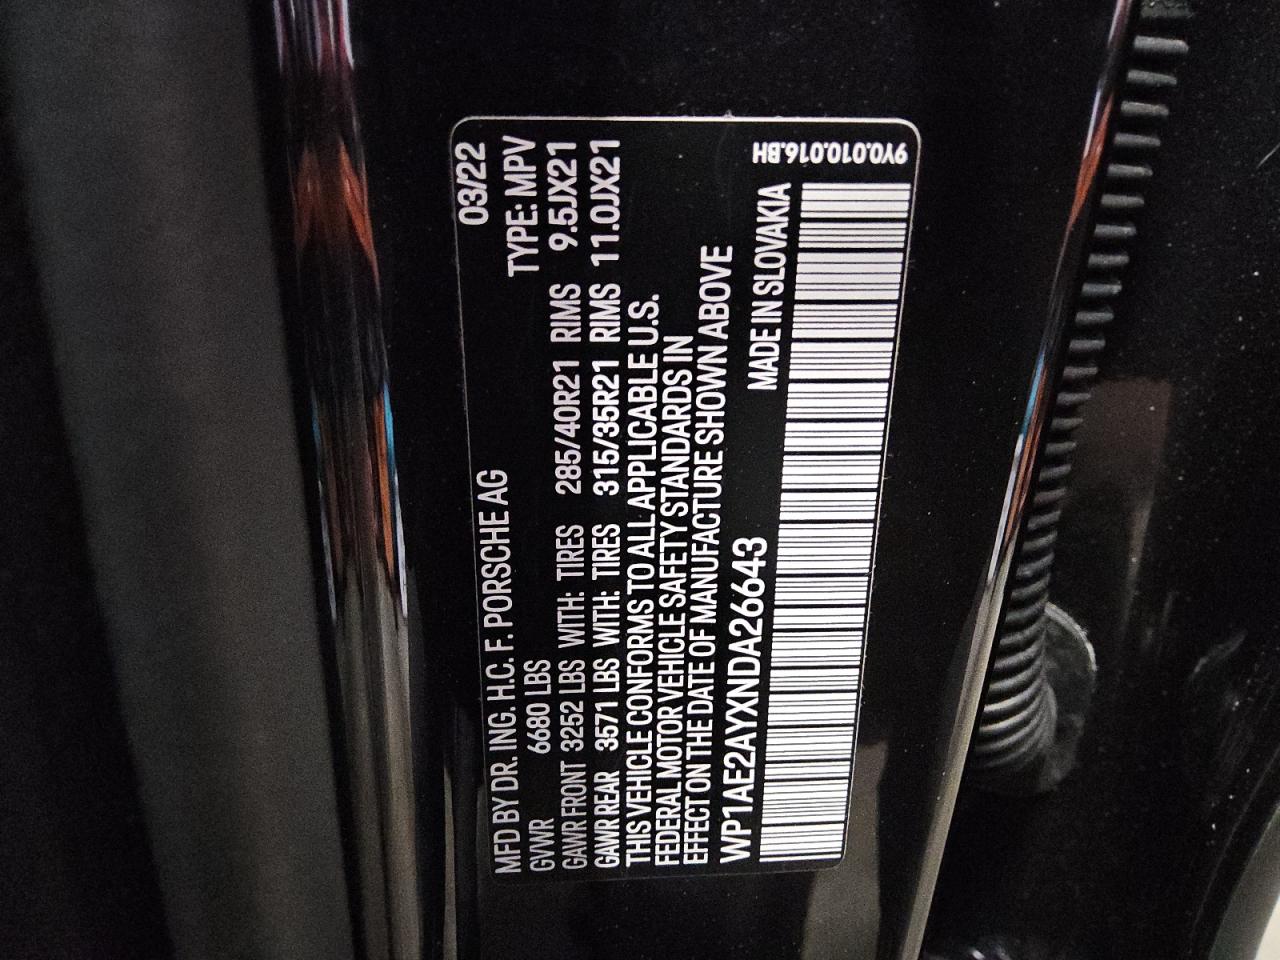 MFD BY DR. ING. H.C. F. PORSCHE AG 03/22
GVWR 6680 LBS TYPE: MPV
GAWR FRONT 3252 LBS WITH: TIRES 285/40R21 RIMS 9.5JX21
GAWR REAR 3571 LBS WITH: TIRES 315/35R21 RIMS 11.0JX21
THIS VEHICLE CONFORMS TO ALL APPLICABLE U.S.
FEDERAL MOTOR VEHICLE SAFETY STANDARDS IN
EFFECT ON THE DATE OF MANUFACTURE SHOWN ABOVE
WP1AE2AYXNDA26643 MADE IN SLOVAKIA
9Y0.010.016.BH